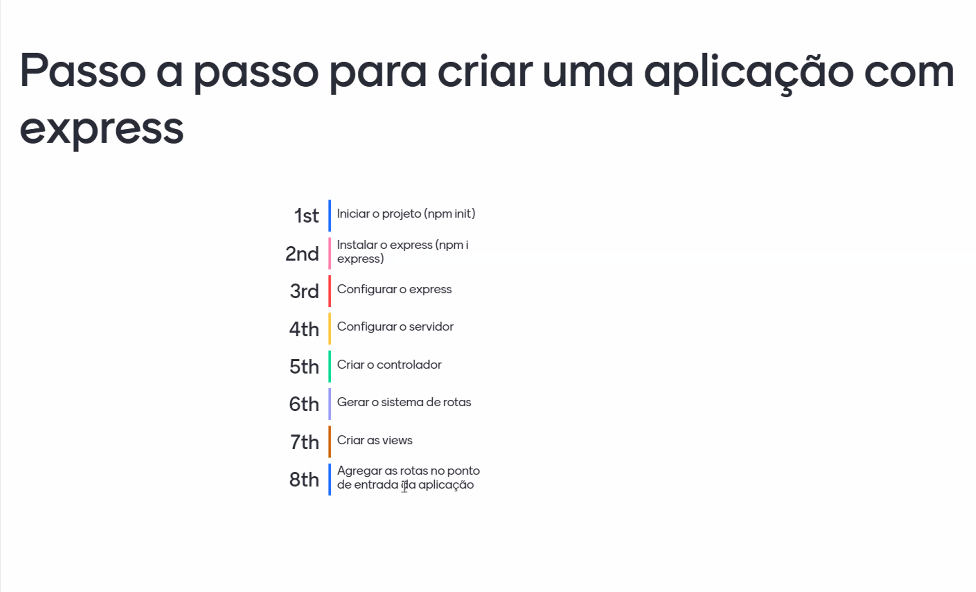 Passo a passo para criar uma aplicação com
express
1st Iniciar o projeto (npm init)
2nd Instalar o express (npm i
express)
3rd Configurar o express
4th Configurar o servidor
5th Criar o controlador
6th Gerar o sistema de rotas
7th Criar as views
8th Agregar as rotas no ponto
de entrada da aplicação